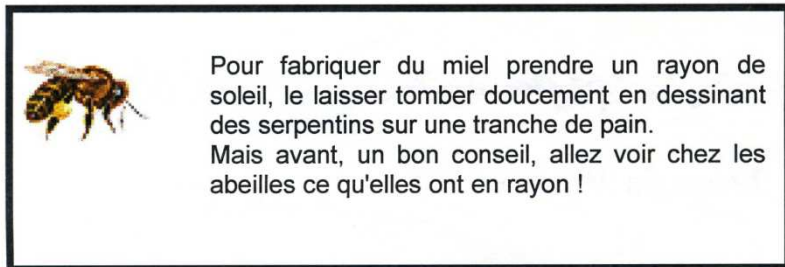 Pour fabriquer du miel prendre un rayon de
soleil, le laisser tomber doucement en dessinant
des serpentins sur une tranche de pain.
Mais avant, un bon conseil, allez voir chez les
abeilles ce qu'elles ont en rayon !